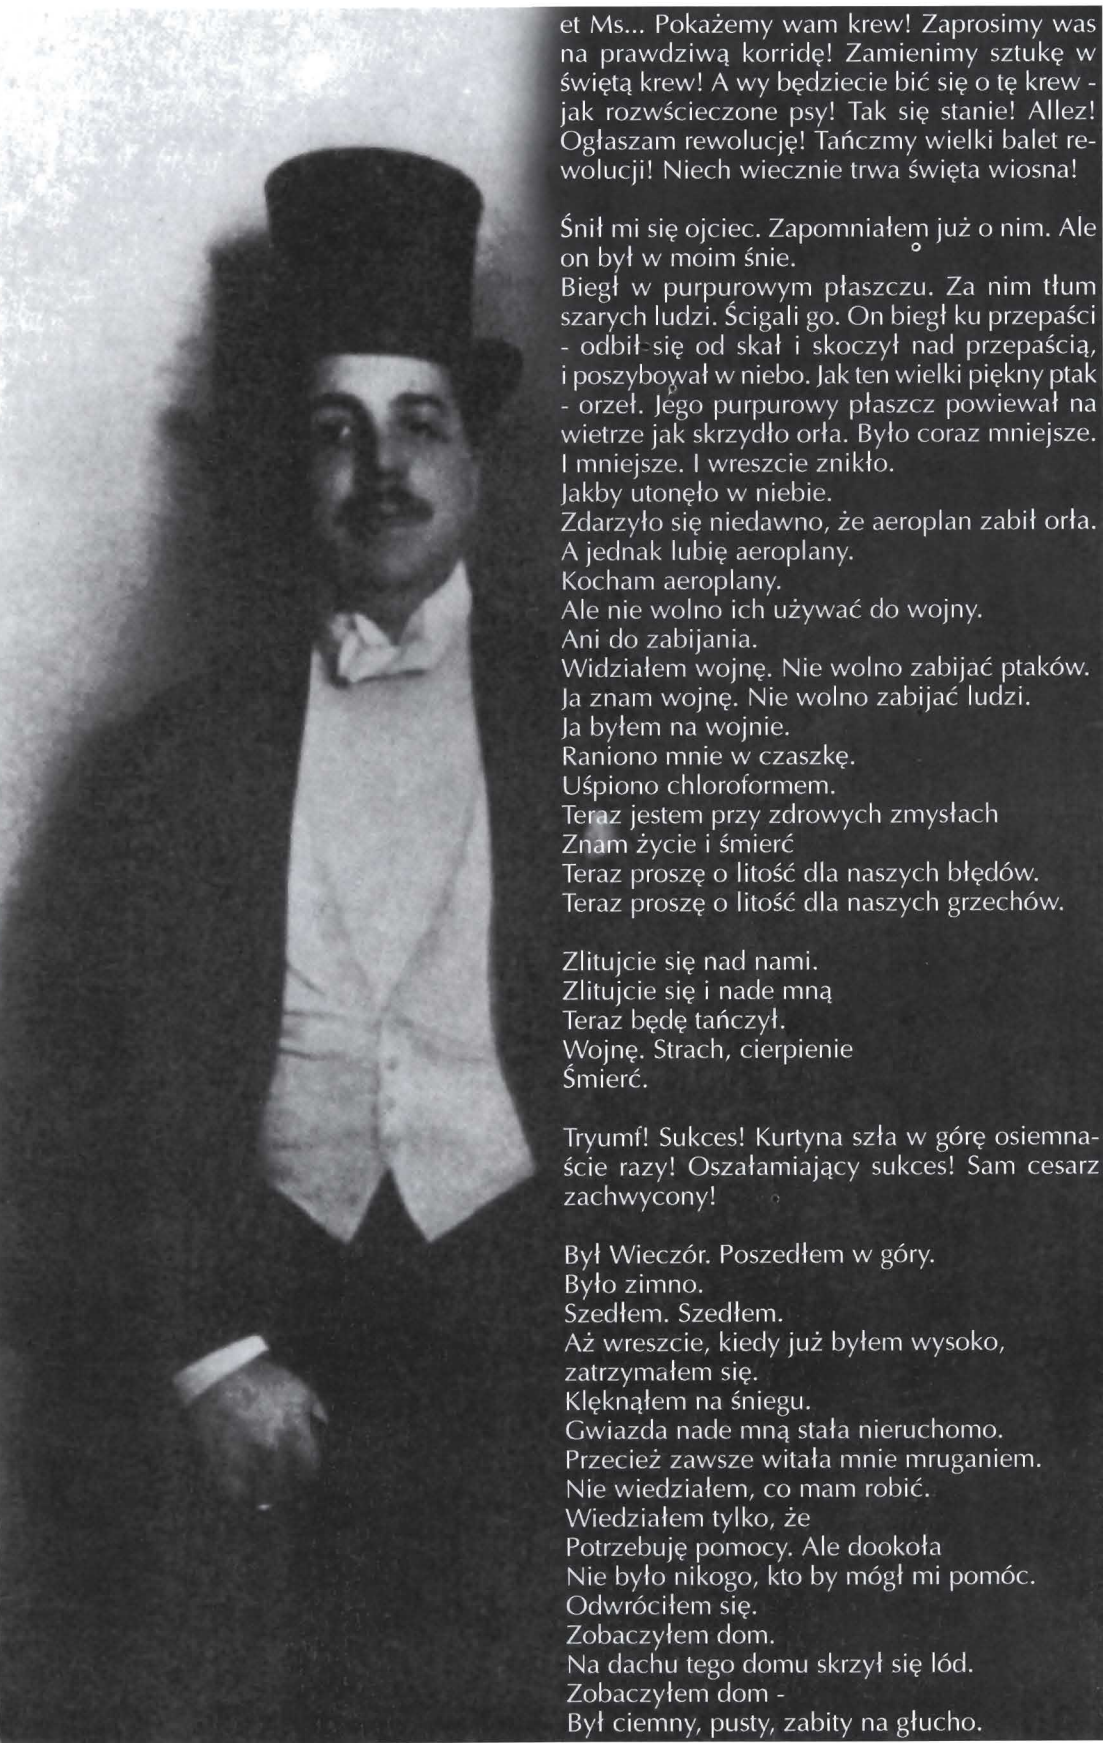 et Ms... Pokażemy wam krew! Zaprosimy was
na prawdziwą korridę! Zamienimy sztukę w
świętą krew! A wy będziecie bić się o tę krew -
jak rozwścieczone psy! Tak się stanie! Allez!
Ogłaszam rewolucję! Tańczmy wielki balet re-
wolucji! Niech wiecznie trwa święta wiosna!

Śnił mi się ojciec. Zapomniałem już o nim. Ale
on był w moim śnie.
Biegł w purpurowym płaszczu. Za nim tłum
szarych ludzi. Ścigali go. On biegł ku przepaści
- odbił się od skał i skoczył nad przepaścią,
i poszybował w niebo. Jak ten wielki piękny ptak
- orzeł. Jego purpurowy płaszcz powiewał na
wietrze jak skrzydło orła. Było coraz mniejsze.
I mniejsze. I wreszcie znikło.
Jakby utonęło w niebie.
Zdarzyło się niedawno, że aeroplan zabił orła.
A jednak lubię aeroplany.
Kocham aeroplany.
Ale nie wolno ich używać do wojny.
Ani do zabijania.
Widziałem wojnę. Nie wolno zabijać ptaków.
Ja znam wojnę. Nie wolno zabijać ludzi.
Ja byłem na wojnie.
Raniono mnie w czaszkę.
Uśpiono chloroformem.
Teraz jestem przy zdrowych zmysłach
Znam życie i śmierć
Teraz proszę o litość dla naszych błędów.
Teraz proszę o litość dla naszych grzechów.

Zlitujcie się nad nami.
Zlitujcie się i nade mną
Teraz będę tańczył.
Wojnę. Strach, cierpienie
Śmierć.

Tryumf! Sukces! Kurtyna szła w górę osiemna-
ście razy! Oszałamiający sukces! Sam cesarz
zachwycony!

Był Wieczór. Poszedłem w góry.
Było zimno.
Szedłem. Szedłem.
Aż wreszcie, kiedy już byłem wysoko,
zatrzymałem się.
Klęknąłem na śniegu.
Gwiazda nade mną stała nieruchomo.
Przecież zawsze witała mnie mruganiem.
Nie wiedziałem, co mam robić.
Wiedziałem tylko, że
Potrzebuję pomocy. Ale dookoła
Nie było nikogo, kto by mógł mi pomóc.
Odwróciłem się.
Zobaczyłem dom.
Na dachu tego domu skrzył się lód.
Zobaczyłem dom -
Był ciemny, pusty, zabity na głucho.